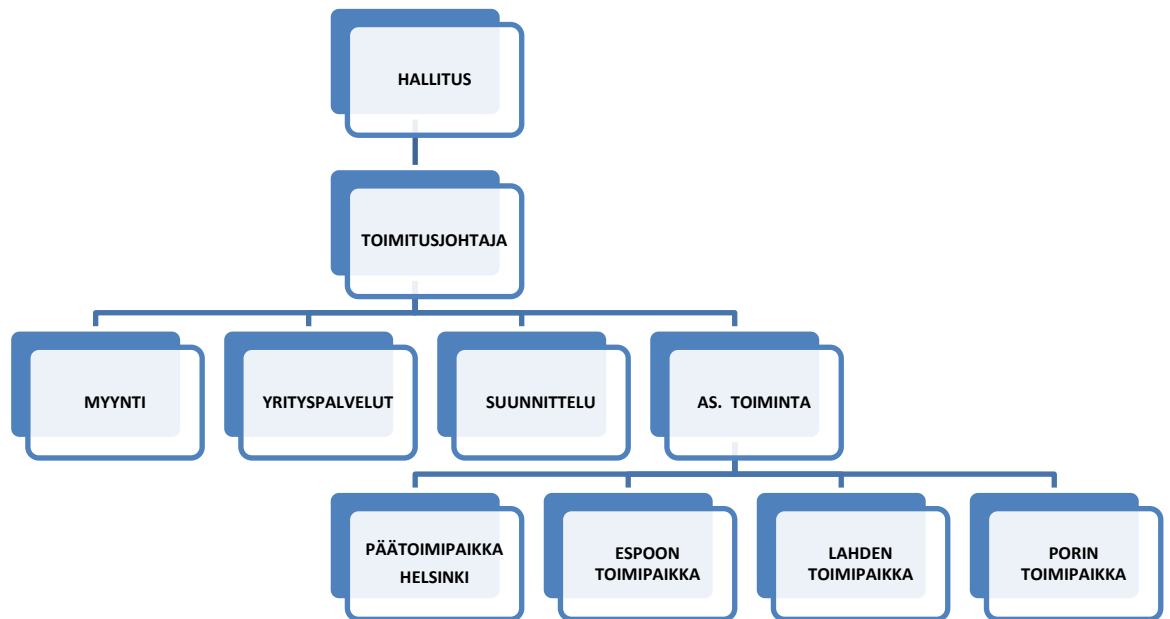 HALLITUS
TOIMITUSJOHTAJA
MYYNTI
YRITYSPALVELUT
SUUNNITTELU
AS. TOIMINTA
PÄÄTOIMIPAIKKA
HELSINKI
ESPOON
TOIMIPAIKKA
LAHDEN
TOIMIPAIKKA
PORIN
TOIMIPAIKKA